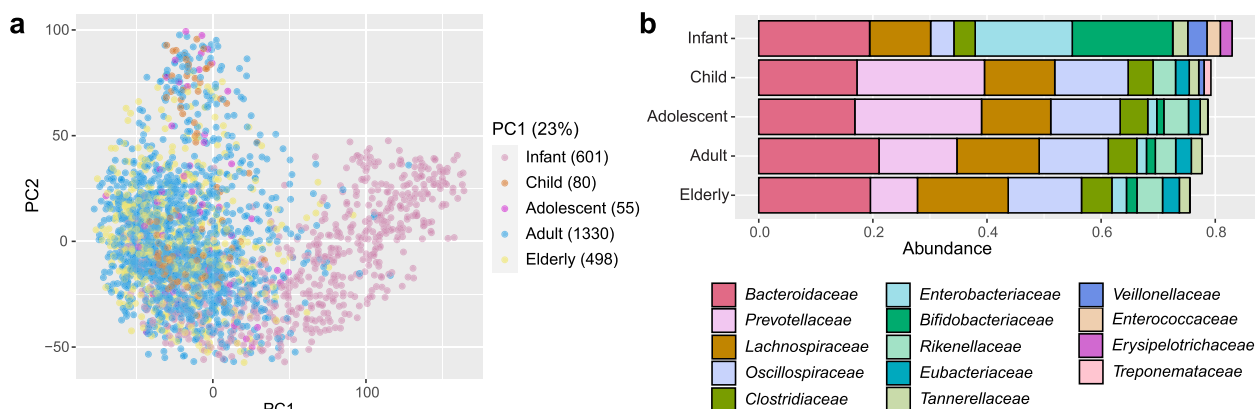 a
100
50
0
−50
PC2
0
100
PC1
PC1 (23%)
Infant (601)
Child (80)
Adolescent (55)
Adult (1330)
Elderly (498)
b
Infant
Child
Adolescent
Adult
Elderly
0.0 0.2 0.4 0.6 0.8
Abundance
Bacteroidaceae
Prevotellaceae
Lachnospiraceae
Oscillospiraceae
Clostridiaceae
Enterobacteriaceae
Bifidobacteriaceae
Rikenellaceae
Eubacteriaceae
Tannerellaceae
Veillonellaceae
Enterococcaceae
Erysipelotrichaceae
Treponemataceae